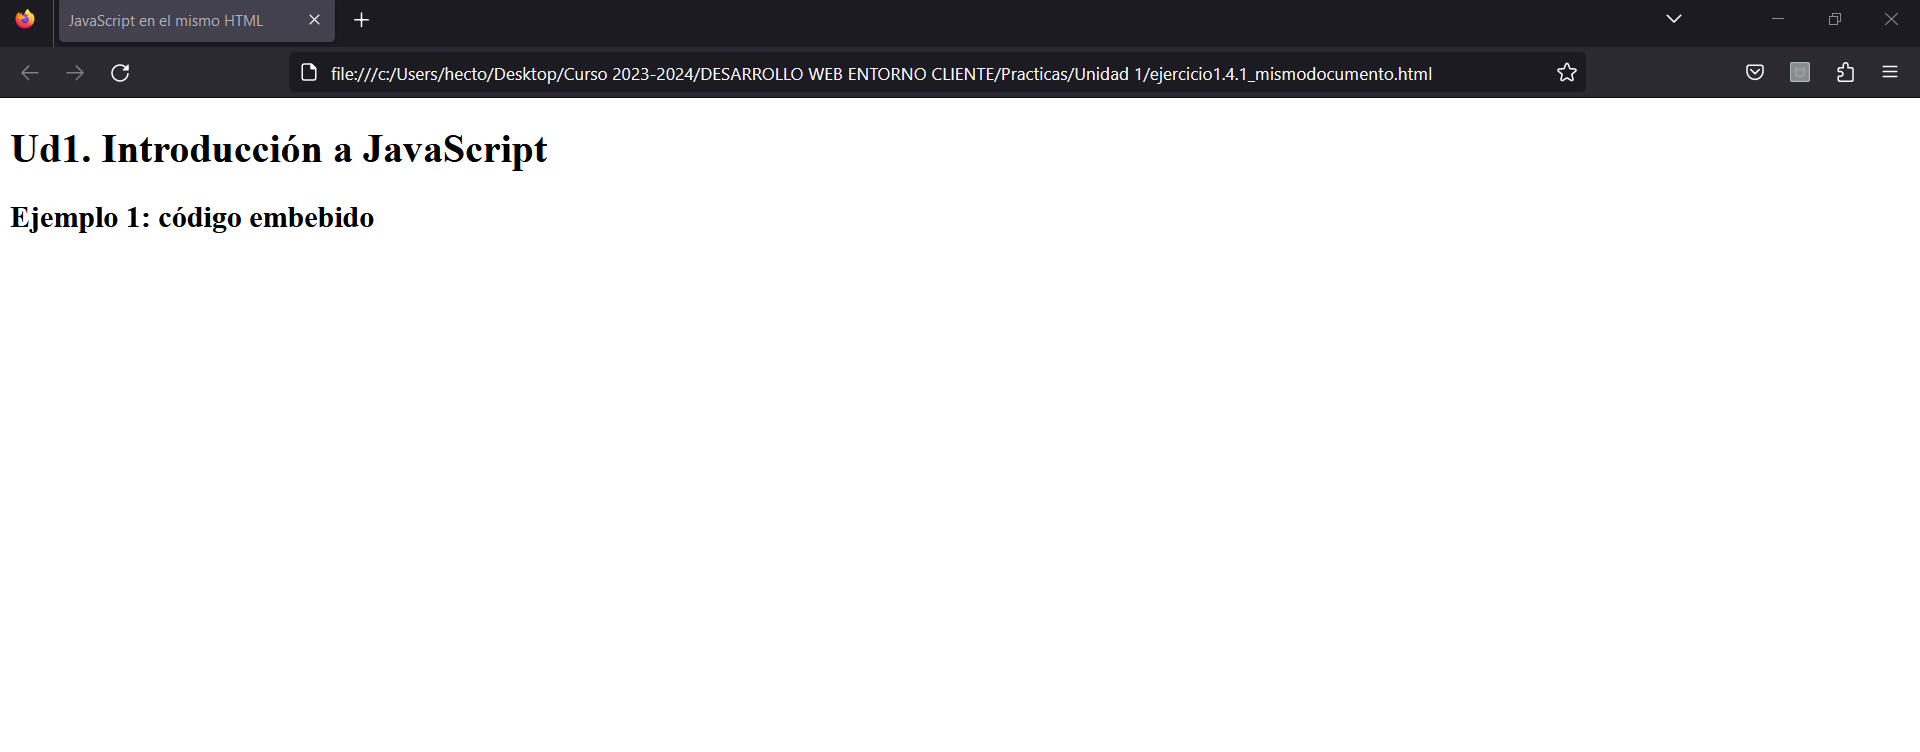 JavaScript en el mismo HTML
file:///c:/Users/hecto/Desktop/Curso 2023-2024/DESARROLLO WEB ENTORNO CLIENTE/Practicas/Unidad 1/ejercicio1.4.1_mismodocumento.html
Ud1. Introducción a JavaScript
Ejemplo 1: código embebido